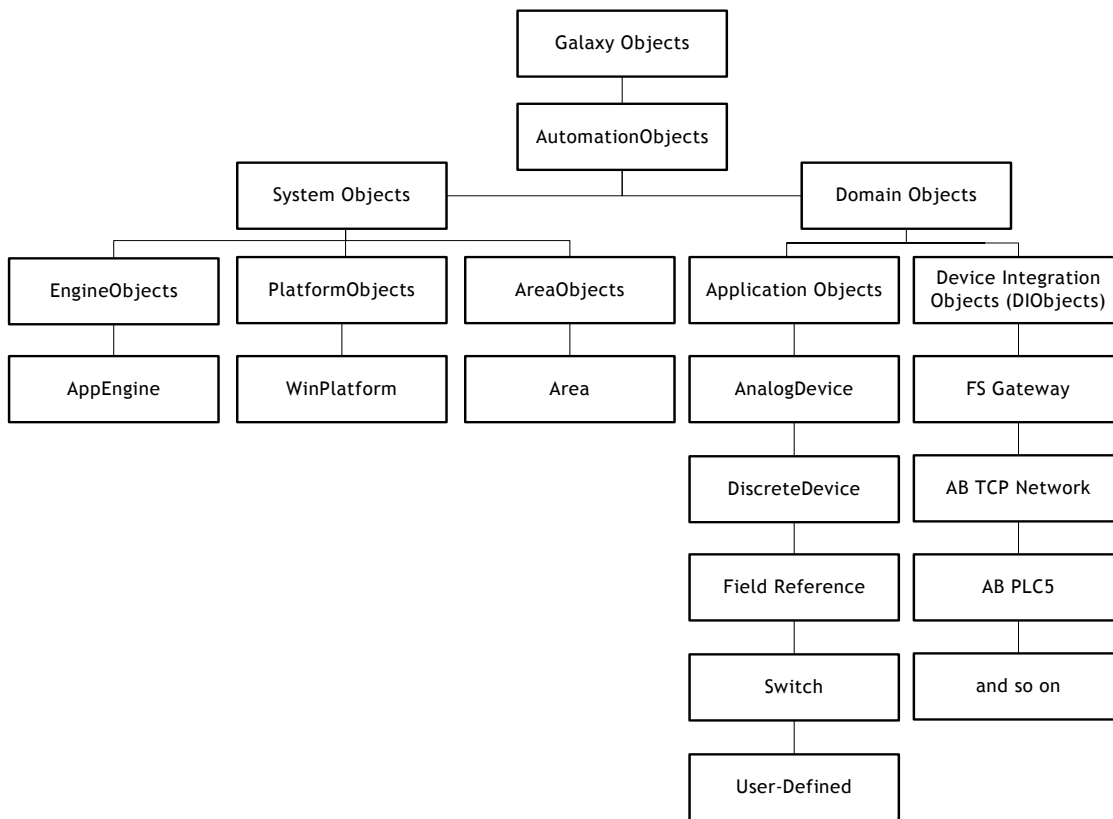 Galaxy Objects
AutomationObjects
System Objects
Domain Objects
EngineObjects
PlatformObjects
AreaObjects
Application Objects
Device Integration
Objects (DIObjects)
AppEngine
WinPlatform
Area
AnalogDevice
FS Gateway
DiscreteDevice
AB TCP Network
Field Reference
AB PLC5
Switch
and so on
User-Defined